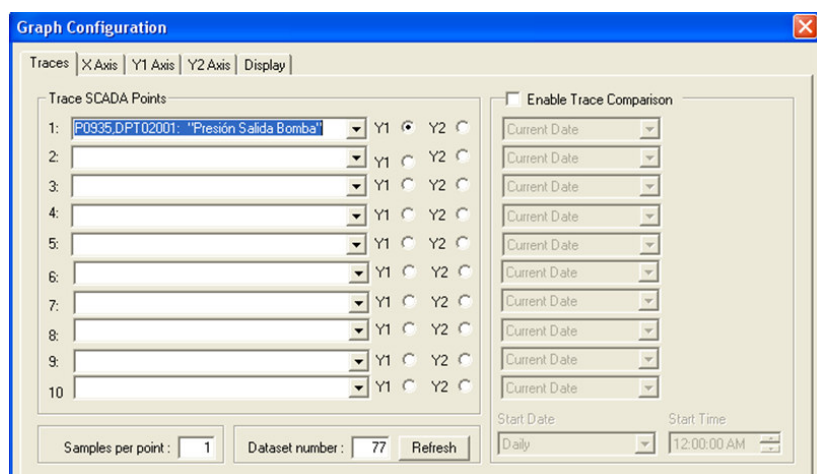 Graph Configuration
Traces X Axis Y1 Axis Y2 Axis Display
Trace SCADA Points
Enable Trace Comparison
1: P0935,DPT02001: "Presión Salida Bomba" Y1 Y2 Current Date
2: Y1 Y2 Current Date
3: Y1 Y2 Current Date
4: Y1 Y2 Current Date
5: Y1 Y2 Current Date
6: Y1 Y2 Current Date
7: Y1 Y2 Current Date
8: Y1 Y2 Current Date
9: Y1 Y2 Current Date
10 Y1 Y2 Current Date
Start Date Start Time
Samples per point : 1 Dataset number : 77 Refresh Daily 12:00:00 AM